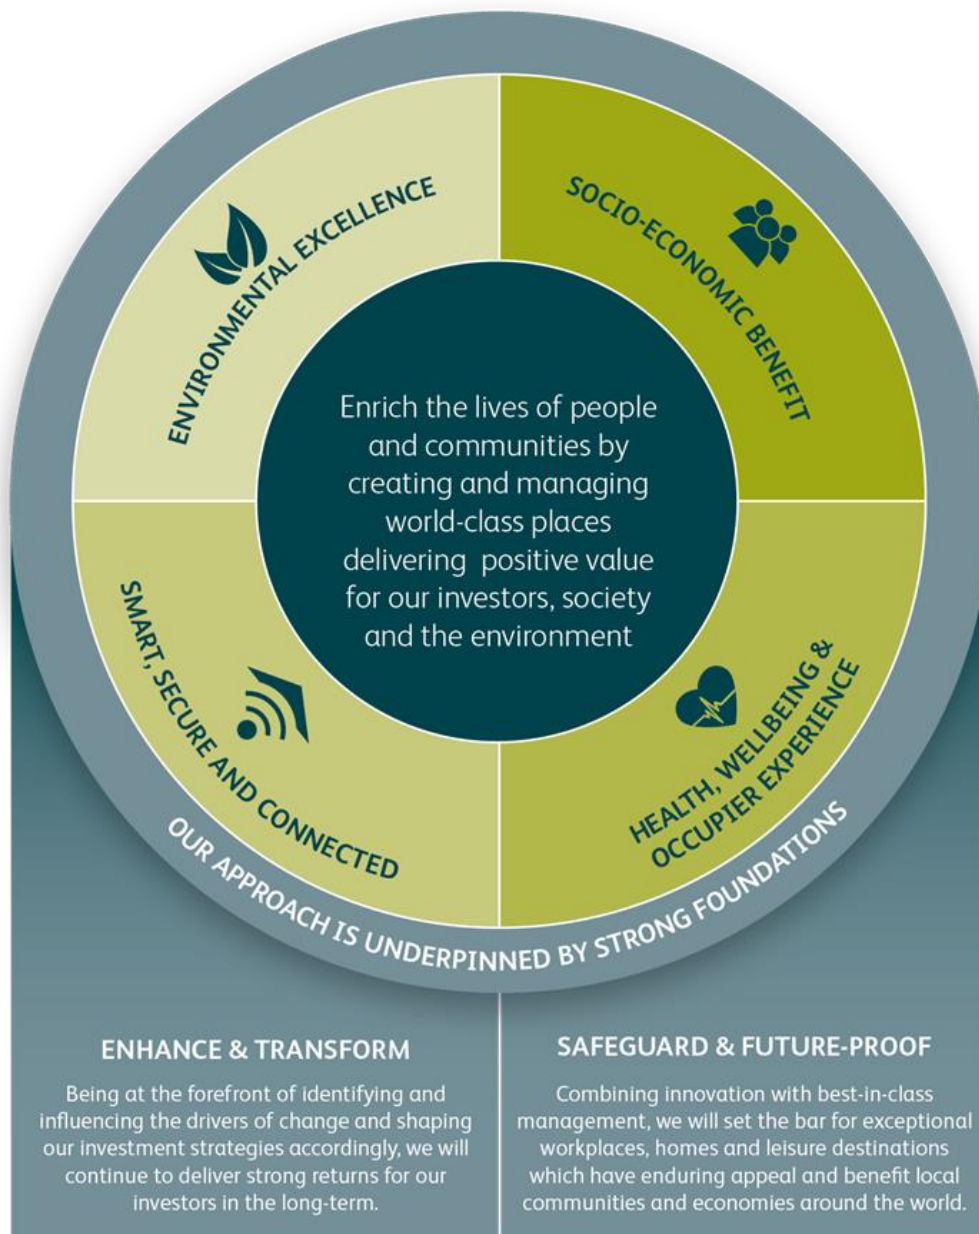 ENVIRONMENTAL EXCELLENCE
SOCIO-ECONOMIC BENEFIT
Enrich the lives of people
and communities by
creating and managing
world-class places
delivering positive value
for our investors, society
and the environment
SMART, SECURE AND CONNECTED
HEALTH, WELLBEING &
OCCUPIER EXPERIENCE
OUR APPROACH IS UNDERPINNED BY STRONG FOUNDATIONS
ENHANCE & TRANSFORM
Being at the forefront of identifying and
influencing the drivers of change and shaping
our investment strategies accordingly, we will
continue to deliver strong returns for our
investors in the long-term.
SAFEGUARD & FUTURE-PROOF
Combining innovation with best-in-class
management, we will set the bar for exceptional
workplaces, homes and leisure destinations
which have enduring appeal and benefit local
communities and economies around the world.